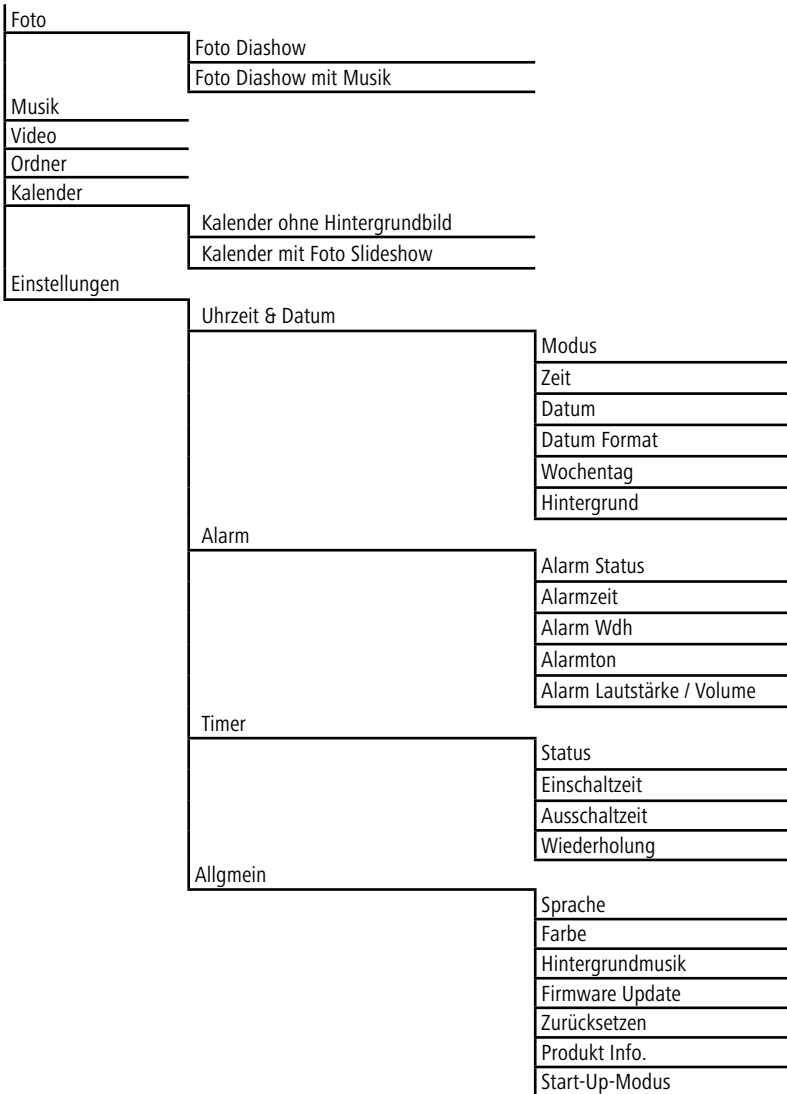 Foto
Foto Diashow
Foto Diashow mit Musik
Musik
Video
Ordner
Kalender
Kalender ohne Hintergrundbild
Kalender mit Foto Slideshow
Einstellungen
Uhrzeit & Datum
Modus
Zeit
Datum
Datum Format
Wochentag
Hintergrund
Alarm
Alarm Status
Alarmzeit
Alarm Wdh
Alarmton
Alarm Lautstärke / Volume
Timer
Status
Einschaltzeit
Ausschaltzeit
Wiederholung
Allgmein
Sprache
Farbe
Hintergrundmusik
Firmware Update
Zurücksetzen
Produkt Info.
Start-Up-Modus